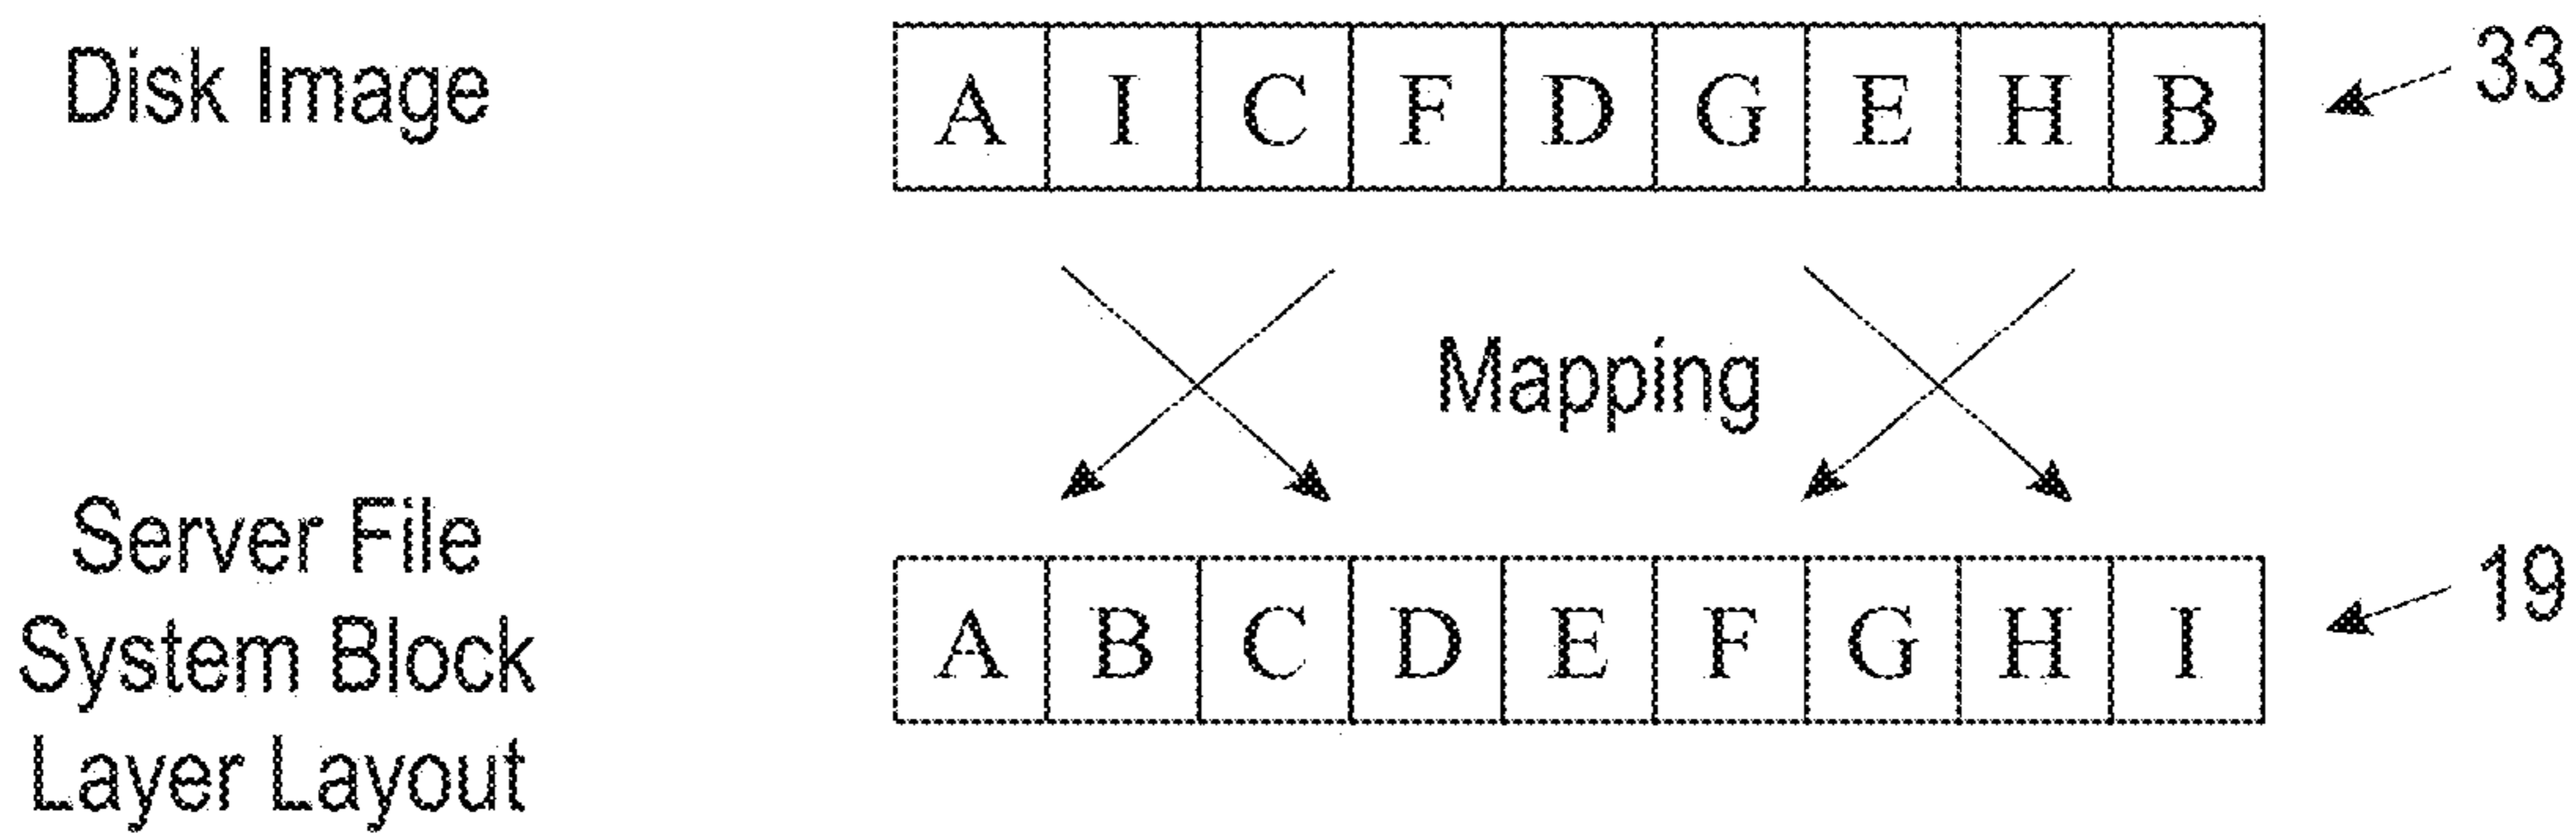 Disk Image
A I C F D G E H B
33
Mapping
Server File
System Block
Layer Layout
A B C D E F G H I
19